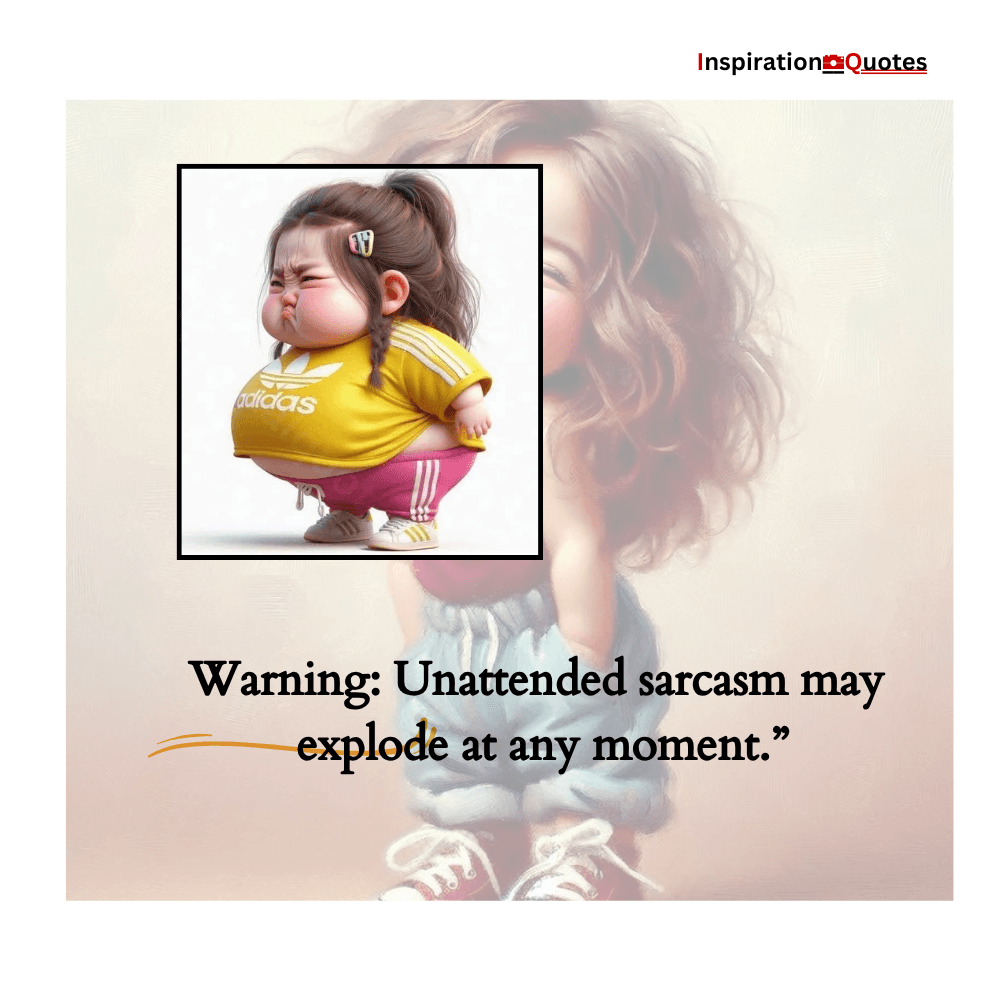 Inspiration Quotes
adidas
Warning: Unattended sarcasm may
explode at any moment.”